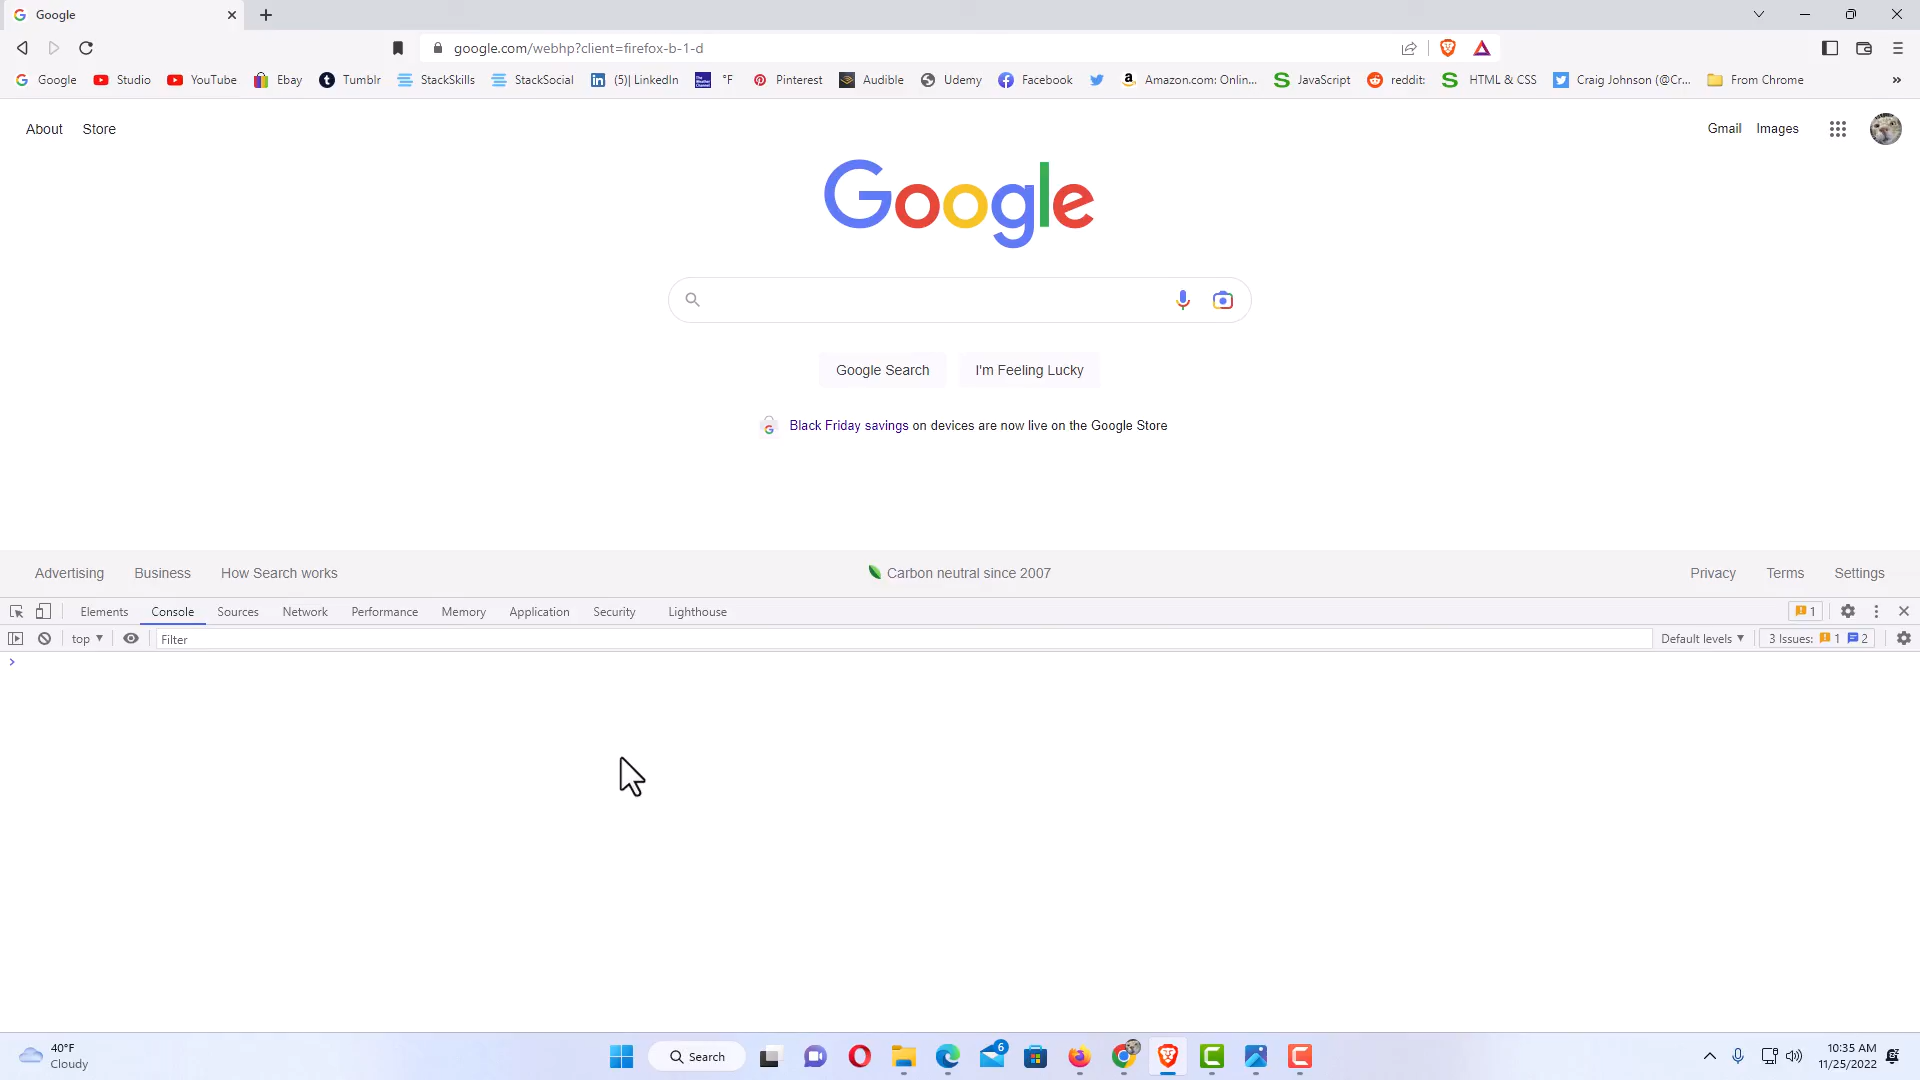 Google
google.com/webhp?client=firefox-b-1-d
Google Studio YouTube Ebay Tumblr StackSkills StackSocial (5)| LinkedIn °F Pinterest Audible Udemy Facebook Amazon.com: Onlin... JavaScript reddit: HTML & CSS Craig Johnson (@Cr... From Chrome »
About Store Gmail Images
Google
Google Search I'm Feeling Lucky
Black Friday savings on devices are now live on the Google Store
Advertising Business How Search works Carbon neutral since 2007 Privacy Terms Settings
Elements Console Sources Network Performance Memory Application Security Lighthouse 1
top Filter Default levels 3 Issues: 1 2
40°F
Cloudy
Search
6
10:35 AM
11/25/2022